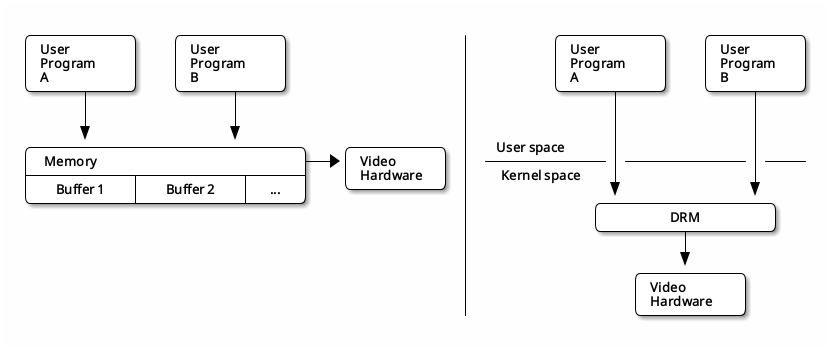 User
Program
A
User
Program
B
Memory
Buffer 1
Buffer 2
...
Video
Hardware
User
Program
A
User
Program
B
User space
Kernel space
DRM
Video
Hardware